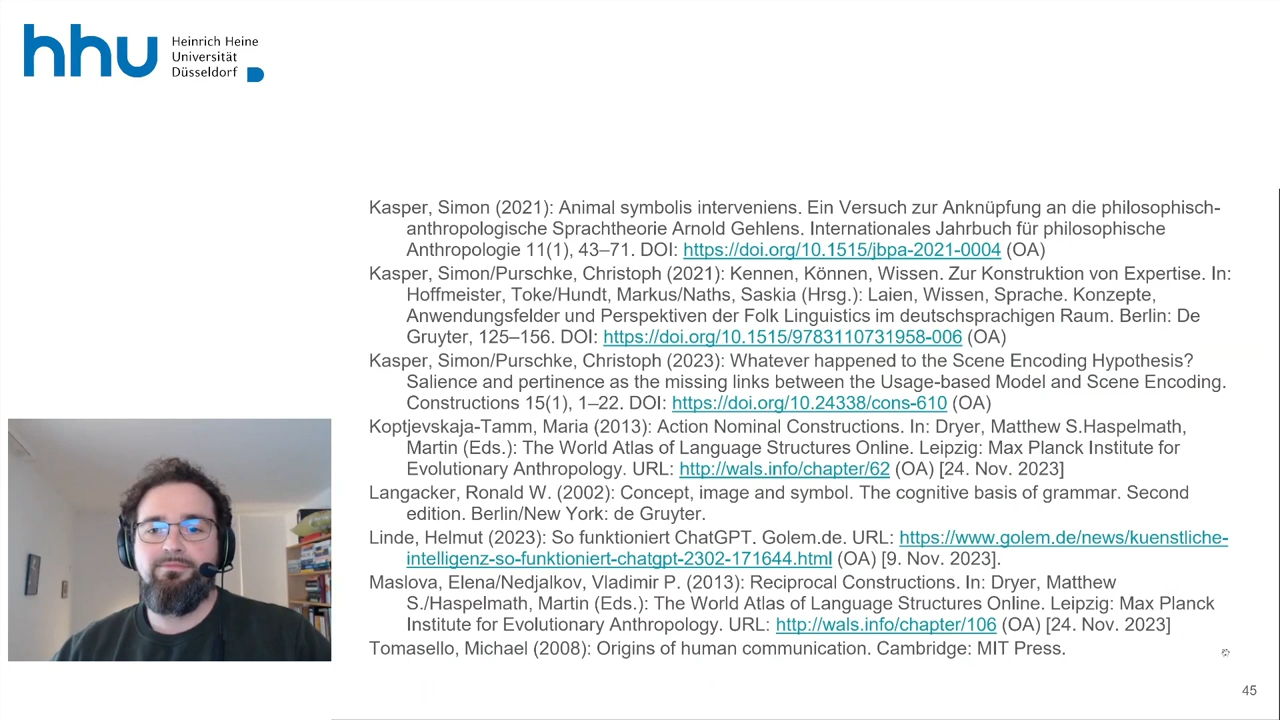 hhu
Heinrich Heine
Universität
Düsseldorf
Kasper, Simon (2021): Animal symbolis interveniens. Ein Versuch zur Anknüpfung an die philosophisch-
anthropologische Sprachtheorie Arnold Gehlens. Internationales Jahrbuch für philosophische
Anthropologie 11(1), 43–71. DOI: https://doi.org/10.1515/jbpa-2021-0004 (OA)
Kasper, Simon/Purschke, Christoph (2021): Kennen, Können, Wissen. Zur Konstruktion von Expertise. In:
Hoffmeister, Toke/Hundt, Markus/Naths, Saskia (Hrsg.): Laien, Wissen, Sprache. Konzepte,
Anwendungsfelder und Perspektiven der Folk Linguistics im deutschsprachigen Raum. Berlin: De
Gruyter, 125–156. DOI: https://doi.org/10.1515/9783110731958-006 (OA)
Kasper, Simon/Purschke, Christoph (2023): Whatever happened to the Scene Encoding Hypothesis?
Salience and pertinence as the missing links between the Usage-based Model and Scene Encoding.
Constructions 15(1), 1–22. DOI: https://doi.org/10.24338/cons-610 (OA)
Koptjevskaja-Tamm, Maria (2013): Action Nominal Constructions. In: Dryer, Matthew S.Haspelmath,
Martin (Eds.): The World Atlas of Language Structures Online. Leipzig: Max Planck Institute for
Evolutionary Anthropology. URL: http://wals.info/chapter/62 (OA) [24. Nov. 2023]
Langacker, Ronald W. (2002): Concept, image and symbol. The cognitive basis of grammar. Second
edition. Berlin/New York: de Gruyter.
Linde, Helmut (2023): So funktioniert ChatGPT. Golem.de. URL: https://www.golem.de/news/kuenstliche-
intelligenz-so-funktioniert-chatgpt-2302-171644.html (OA) [9. Nov. 2023].
Maslova, Elena/Nedjalkov, Vladimir P. (2013): Reciprocal Constructions. In: Dryer, Matthew
S./Haspelmath, Martin (Eds.): The World Atlas of Language Structures Online. Leipzig: Max Planck
Institute for Evolutionary Anthropology. URL: http://wals.info/chapter/106 (OA) [24. Nov. 2023]
Tomasello, Michael (2008): Origins of human communication. Cambridge: MIT Press.
45